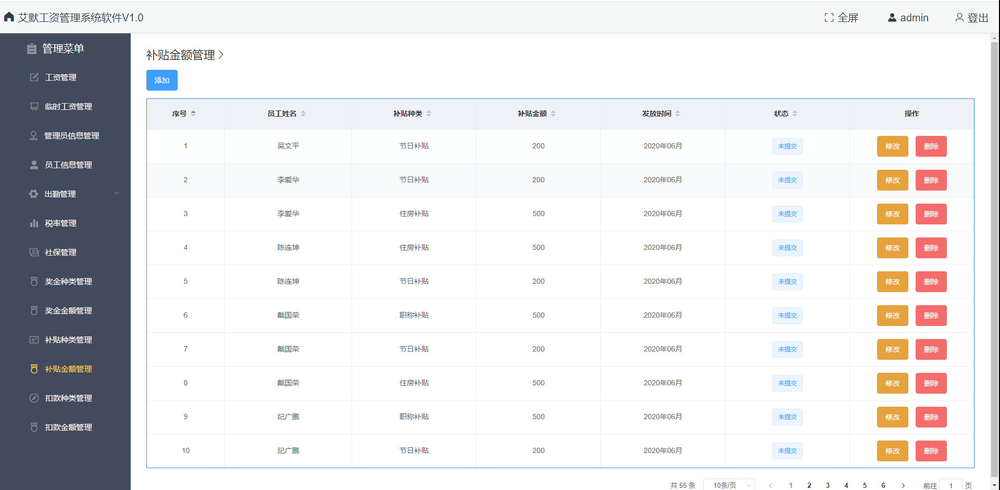 艾默工资管理系统软件V1.0
全屏
admin
登出
管理菜单
工资管理
临时工资管理
管理员信息管理
员工信息管理
出勤管理
税率管理
社保管理
奖金种类管理
奖金金额管理
补贴种类管理
补贴金额管理
扣款种类管理
扣款金额管理
补贴金额管理
添加
序号 员工姓名 补贴种类 补贴金额 发放时间 状态 操作
1 吴文平 节日补贴 200 2020年06月 未提交 修改 删除
2 李爱华 节日补贴 200 2020年06月 未提交 修改 删除
3 李爱华 住房补贴 500 2020年06月 未提交 修改 删除
4 陈连坤 住房补贴 500 2020年06月 未提交 修改 删除
5 陈连坤 节日补贴 200 2020年06月 未提交 修改 删除
6 戴国荣 职称补贴 500 2020年06月 未提交 修改 删除
7 戴国荣 节日补贴 200 2020年06月 未提交 修改 删除
8 戴国荣 住房补贴 500 2020年06月 未提交 修改 删除
9 纪广鹏 职称补贴 500 2020年06月 未提交 修改 删除
10 纪广鹏 节日补贴 200 2020年06月 未提交 修改 删除
共 55 条 10条/页 1 2 3 4 5 6 前往 1 页